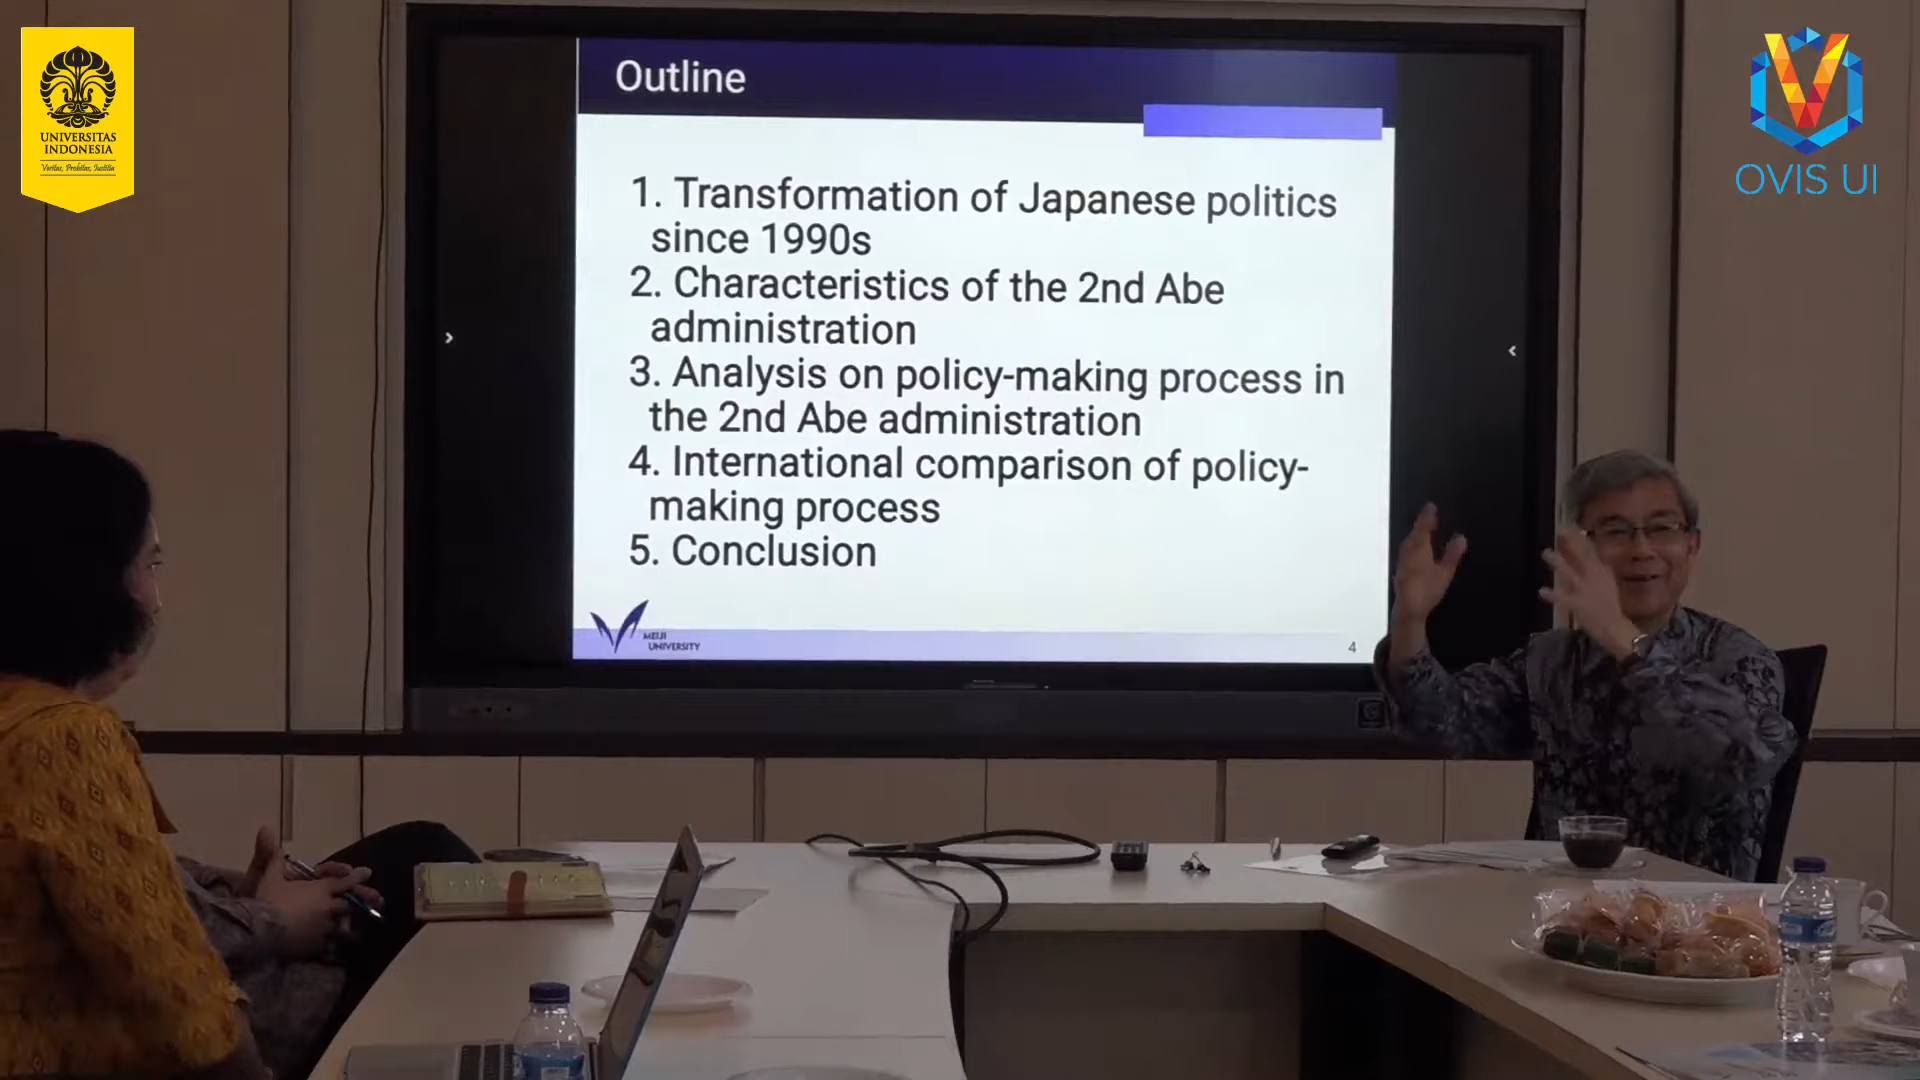 UNIVERSITAS
INDONESIA
Veritas, Probitas, Iustitia
OVIS UI
Outline
1. Transformation of Japanese politics
since 1990s
2. Characteristics of the 2nd Abe
administration
3. Analysis on policy-making process in
the 2nd Abe administration
4. International comparison of policy-
making process
5. Conclusion
MEIJI
UNIVERSITY
4